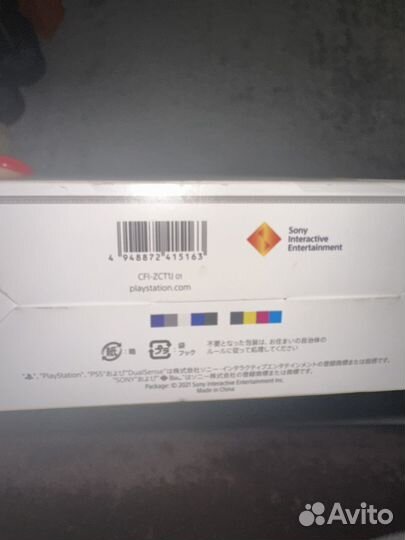 4 948872 415163
CFI-ZCT1J 01
playstation.com
Sony
Interactive
Entertainment
紙 : 箱
プラ 袋
フック
不要となった包装は、お住まいの自治体の
ルールに従って処理してください
", "PlayStation", "PS5"および"DualSense"は株式会社ソニー・インタラクティブエンタテインメントの登録商標または商標です。
"SONY"および" "は、ソニー株式会社の登録商標または商標です。
Package: © 2021 Sony Interactive Entertainment Inc.
Made in China
Avito